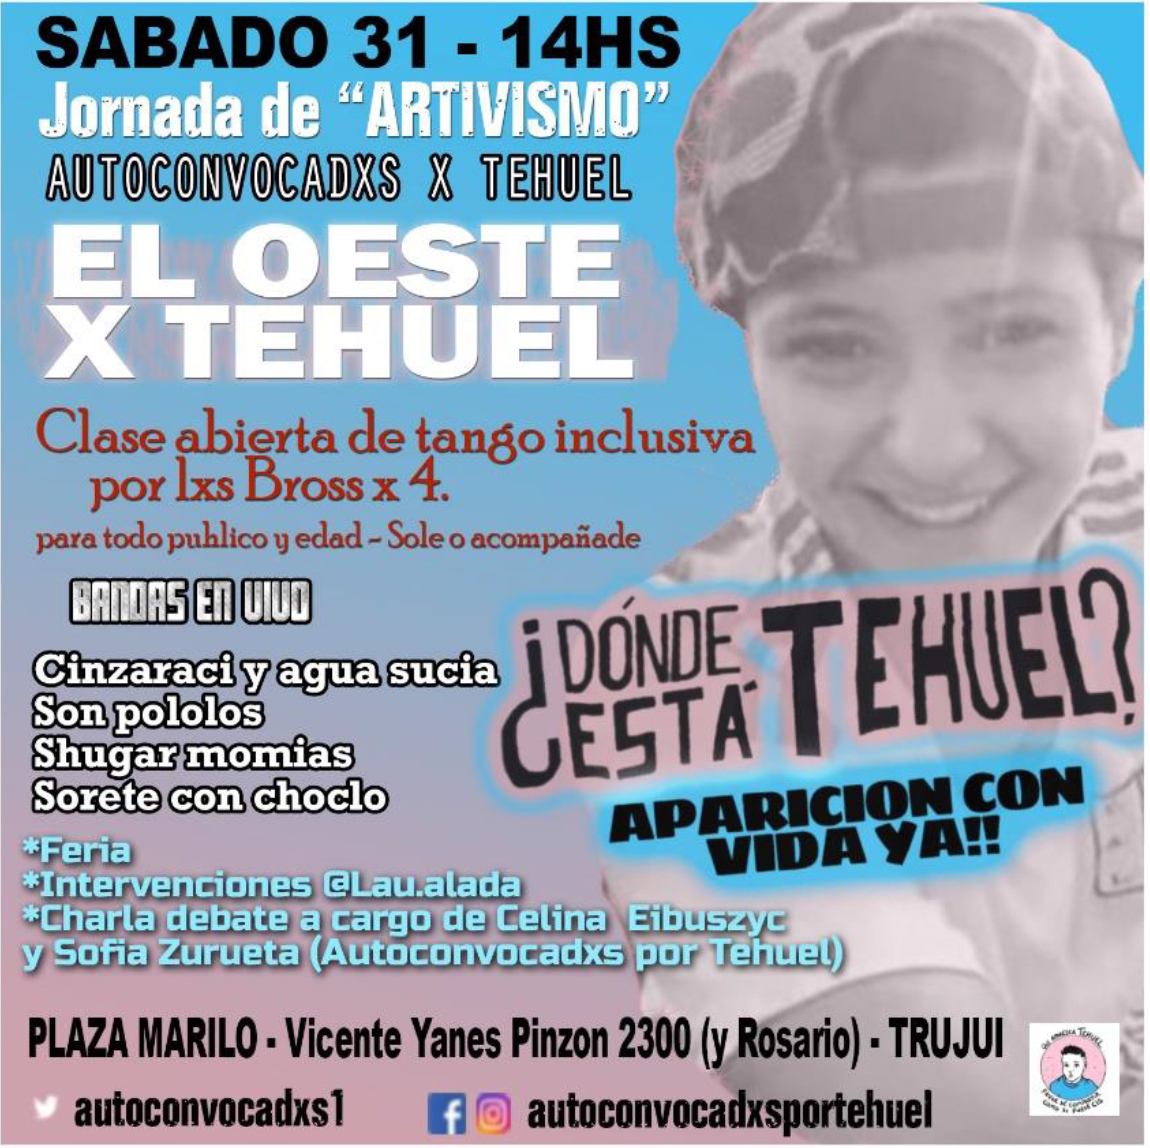 SABADO 31 - 14HS
Jornada de “ARTIVISMO”
AUTOCONVOCADXS X TEHUEL
EL OESTE
X TEHUEL
Clase abierta de tango inclusiva
por lxs Bross x 4.
para todo puhlico y edad - Sole o acompañade
BANDAS EN VIVO
Cinzaraci y agua sucia
Son pololos
Shugar momias
Sorete con choclo
¿DÓNDE
ESTÁ TEHUEL?
APARICION CON
VIDA YA!!
*Feria
*Intervenciones @Lau.alada
*Charla debate a cargo de Celina Eibuszyc
y Sofia Zurueta (Autoconvocadxs por Tehuel)
PLAZA MARILO - Vicente Yanes Pinzon 2300 (y Rosario) - TRUJUI
autoconvocadxs1
autoconvocadxsportehuel
TEHUEL